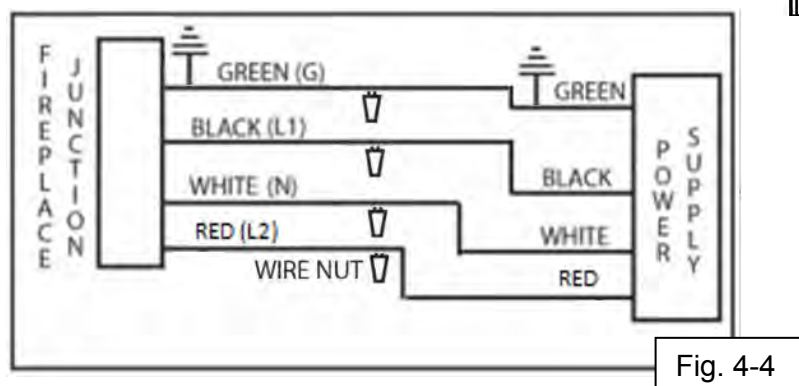 FIREPLACE
JUNCTION
GREEN (G)
BLACK (L1)
WHITE (N)
RED (L2)
WIRE NUT
GREEN
BLACK
WHITE
RED
POWER
SUPPLY
Fig. 4-4